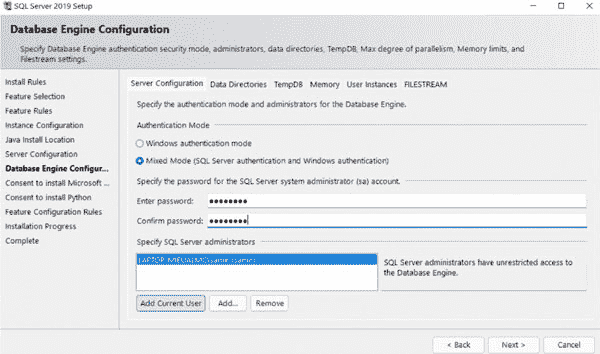 SQL Server 2019 Setup
Database Engine Configuration
Specify Database Engine authentication security mode, administrators, data directories, TempDB, Max degree of parallelism, Memory limits, and
Filestream settings.
Install Rules
Feature Selection
Feature Rules
Instance Configuration
Java Install Location
Server Configuration
Database Engine Configur...
Consent to install Microsoft ...
Consent to install Python
Feature Configuration Rules
Installation Progress
Complete
Server Configuration Data Directories TempDB Memory User Instances FILESTREAM
Specify the authentication mode and administrators for the Database Engine.
Authentication Mode
Windows authentication mode
Mixed Mode (SQL Server authentication and Windows authentication)
Specify the password for the SQL Server system administrator (sa) account.
Enter password: ●●●●●●●●
Confirm password: ●●●●●●●●
Specify SQL Server administrators
SQL Server administrators have unrestricted access to
the Database Engine.
Add Current User Add... Remove
< Back Next > Cancel